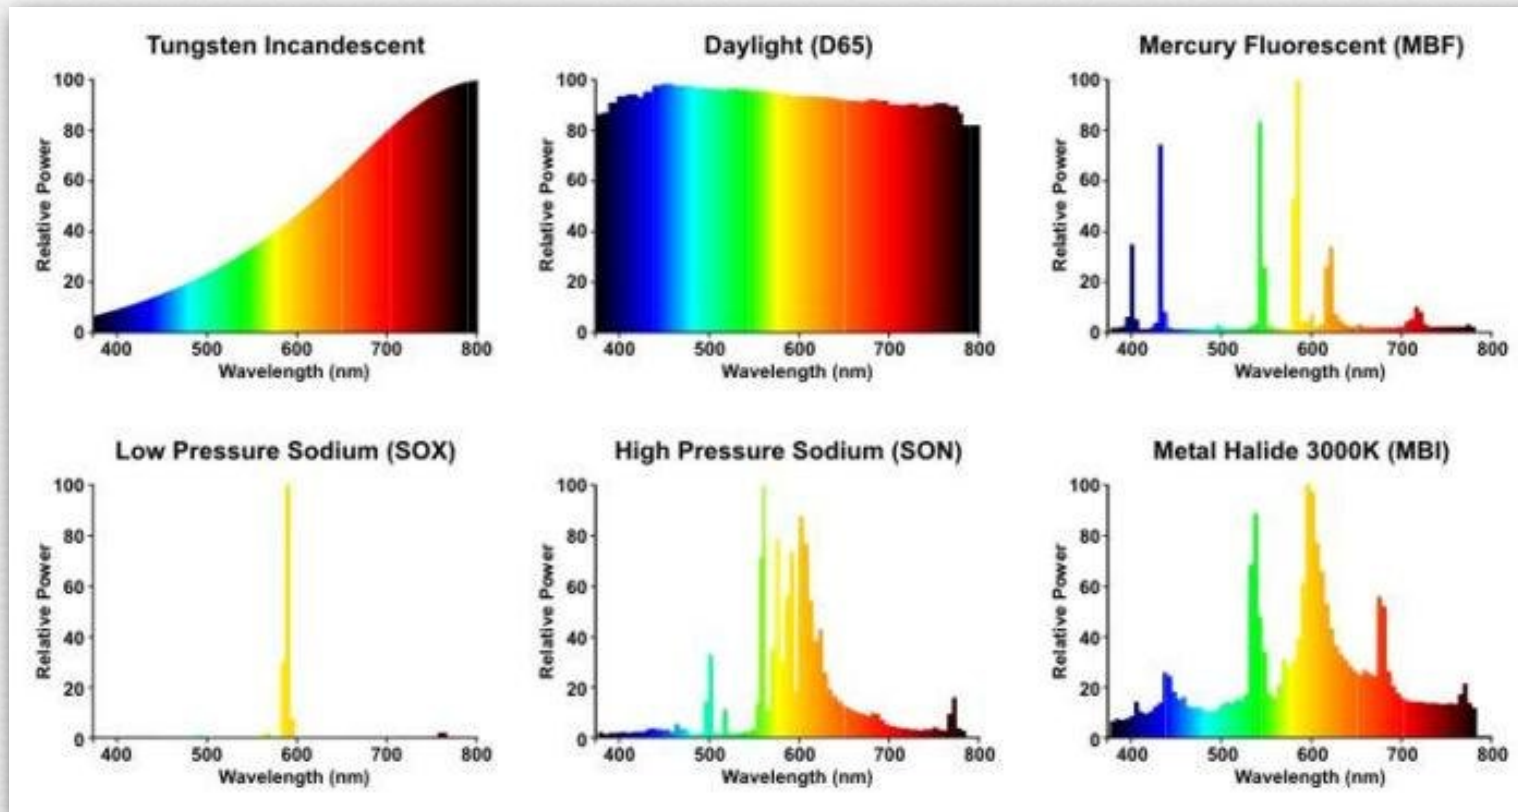 Tungsten Incandescent
Daylight (D65)
Mercury Fluorescent (MBF)
100
80
60
40
20
0
Relative Power
400 500 600 700 800
Wavelength (nm)
100
80
60
40
20
0
Relative Power
400 500 600 700 800
Wavelength (nm)
100
80
60
40
20
0
Relative Power
400 500 600 700 800
Wavelength (nm)
Low Pressure Sodium (SOX)
High Pressure Sodium (SON)
Metal Halide 3000K (MBI)
100
80
60
40
20
0
Relative Power
400 500 600 700 800
Wavelength (nm)
100
80
60
40
20
0
Relative Power
400 500 600 700 800
Wavelength (nm)
100
80
60
40
20
0
Relative Power
400 500 600 700 800
Wavelength (nm)